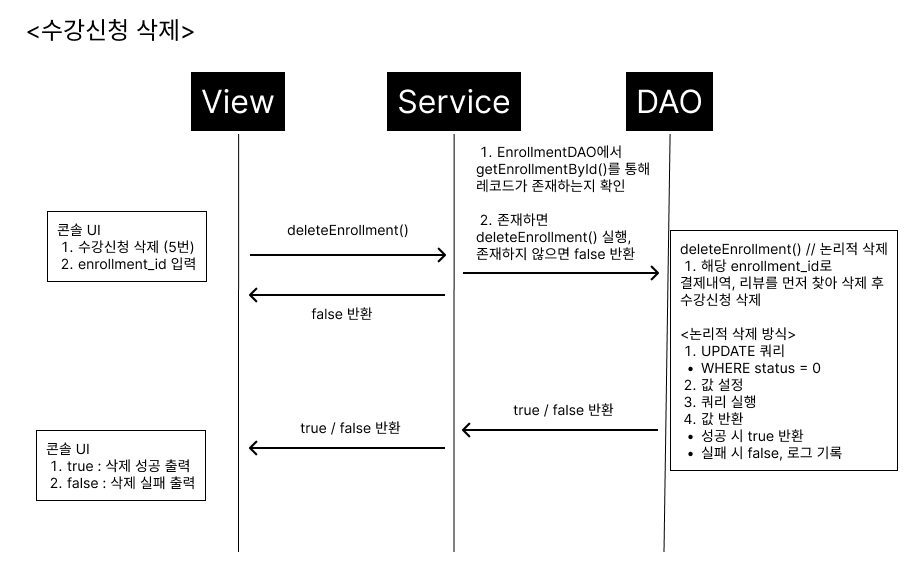 <수강신청 삭제>
View
Service
DAO
1. EnrollmentDAO에서
getEnrollmentById()를 통해
레코드가 존재하는지 확인
2. 존재하면
deleteEnrollment() 실행,
존재하지 않으면 false 반환
콘솔 UI
1. 수강신청 삭제 (5번)
2. enrollment_id 입력
deleteEnrollment()
false 반환
deleteEnrollment() // 논리적 삭제
1. 해당 enrollment_id로
결제내역, 리뷰를 먼저 찾아 삭제 후
수강신청 삭제
<논리적 삭제 방식>
1. UPDATE 쿼리
• WHERE status = 0
2. 값 설정
3. 쿼리 실행
4. 값 반환
• 성공 시 true 반환
• 실패 시 false, 로그 기록
true / false 반환
true / false 반환
콘솔 UI
1. true : 삭제 성공 출력
2. false : 삭제 실패 출력